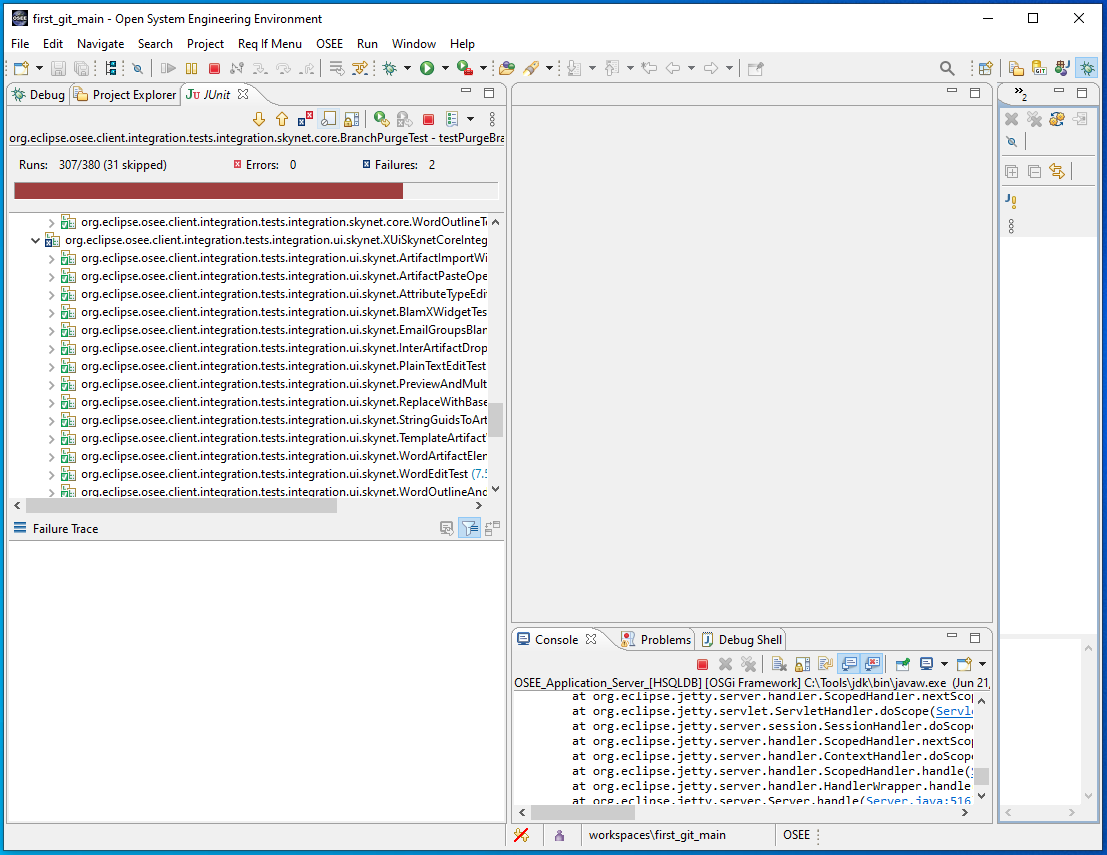 first_git_main - Open System Engineering Environment
File Edit Navigate Search Project Req If Menu OSEE Run Window Help
Debug Project Explorer JUnit
org.eclipse.osee.client.integration.tests.integration.skynet.core.BranchPurgeTest - testPurgeBra
Runs: 307/380 (31 skipped) Errors: 0 Failures: 2
org.eclipse.osee.client.integration.tests.integration.skynet.core.WordOutlineTe
org.eclipse.osee.client.integration.tests.integration.ui.skynet.XUiSkynetCoreInteg
org.eclipse.osee.client.integration.tests.integration.ui.skynet.ArtifactImportWi
org.eclipse.osee.client.integration.tests.integration.ui.skynet.ArtifactPasteOpe
org.eclipse.osee.client.integration.tests.integration.ui.skynet.AttributeTypeEdi
org.eclipse.osee.client.integration.tests.integration.ui.skynet.BlamXWidgetTes
org.eclipse.osee.client.integration.tests.integration.ui.skynet.EmailGroupsBlan
org.eclipse.osee.client.integration.tests.integration.ui.skynet.InterArtifactDrop
org.eclipse.osee.client.integration.tests.integration.ui.skynet.PlainTextEditTest
org.eclipse.osee.client.integration.tests.integration.ui.skynet.PreviewAndMult
org.eclipse.osee.client.integration.tests.integration.ui.skynet.ReplaceWithBase
org.eclipse.osee.client.integration.tests.integration.ui.skynet.StringGuidsToArt
org.eclipse.osee.client.integration.tests.integration.ui.skynet.TemplateArtifact
org.eclipse.osee.client.integration.tests.integration.ui.skynet.WordArtifactElen
org.eclipse.osee.client.integration.tests.integration.ui.skynet.WordEditTest (7.5
org.eclipse.osee.client.integration.tests.integration.ui.skynet.WordOutlineAnd
Failure Trace
Console Problems Debug Shell
OSEE_Application_Server_[HSQLDB] [OSGi Framework] C:\Tools\jdk\bin\javaw.exe (Jun 21,
at org.eclipse.jetty.server.handler.ScopedHandler.nextScop
at org.eclipse.jetty.servlet.ServletHandler.doScope(Servle
at org.eclipse.jetty.server.session.SessionHandler.doScope
at org.eclipse.jetty.server.handler.ScopedHandler.nextScop
at org.eclipse.jetty.server.handler.ContextHandler.doScope
at org.eclipse.jetty.server.handler.ScopedHandler.handle(
at org.eclipse.jetty.server.handler.HandlerWrapper.handle
at org.eclipse.jetty.server.Server.handle(Server.java:516
workspaces\first_git_main OSEE
2